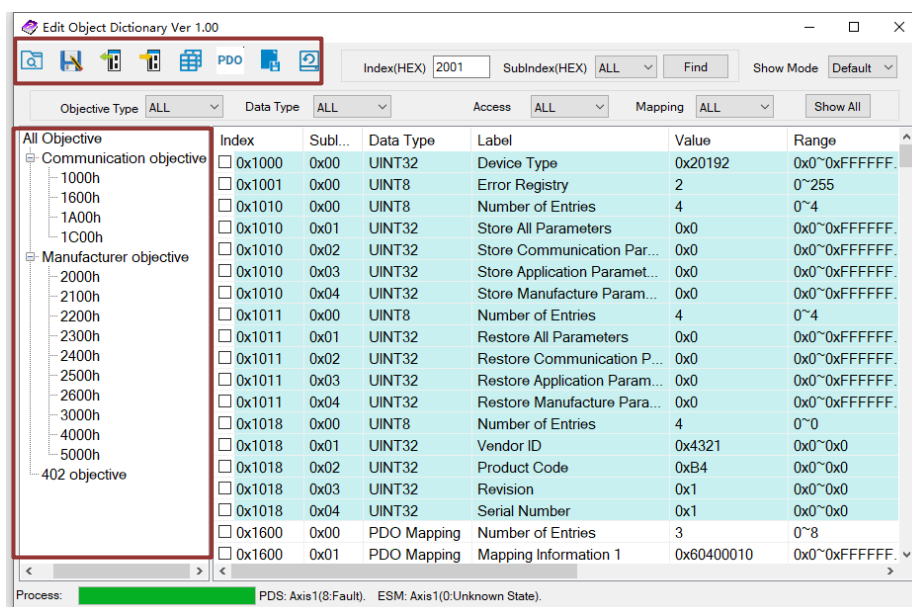 Edit Object Dictionary Ver 1.00
PDO Index(HEX) 2001 SubIndex(HEX) ALL Find Show Mode Default
Objective Type ALL Data Type ALL Access ALL Mapping ALL Show All
All Objective
Communication objective
1000h
1600h
1A00h
1C00h
Manufacturer objective
2000h
2100h
2200h
2300h
2400h
2500h
2600h
3000h
4000h
5000h
402 objective
Index SubI... Data Type Label Value Range
0x1000 0x00 UINT32 Device Type 0x20192 0x0~0xFFFFFF.
0x1001 0x00 UINT8 Error Registry 2 0~255
0x1010 0x00 UINT8 Number of Entries 4 0~4
0x1010 0x01 UINT32 Store All Parameters 0x0 0x0~0xFFFFFF.
0x1010 0x02 UINT32 Store Communication Par... 0x0 0x0~0xFFFFFF.
0x1010 0x03 UINT32 Store Application Paramet... 0x0 0x0~0xFFFFFF.
0x1010 0x04 UINT32 Store Manufacture Param... 0x0 0x0~0xFFFFFF.
0x1011 0x00 UINT8 Number of Entries 4 0~4
0x1011 0x01 UINT32 Restore All Parameters 0x0 0x0~0xFFFFFF.
0x1011 0x02 UINT32 Restore Communication P... 0x0 0x0~0xFFFFFF.
0x1011 0x03 UINT32 Restore Application Param... 0x0 0x0~0xFFFFFF.
0x1011 0x04 UINT32 Restore Manufacture Para... 0x0 0x0~0xFFFFFF.
0x1018 0x00 UINT8 Number of Entries 4 0~0
0x1018 0x01 UINT32 Vendor ID 0x4321 0x0~0x0
0x1018 0x02 UINT32 Product Code 0xB4 0x0~0x0
0x1018 0x03 UINT32 Revision 0x1 0x0~0x0
0x1018 0x04 UINT32 Serial Number 0x1 0x0~0x0
0x1600 0x00 PDO Mapping Number of Entries 3 0~8
0x1600 0x01 PDO Mapping Mapping Information 1 0x60400010 0x0~0xFFFFFF.
Process: PDS: Axis1(8:Fault). ESM: Axis1(0:Unknown State).